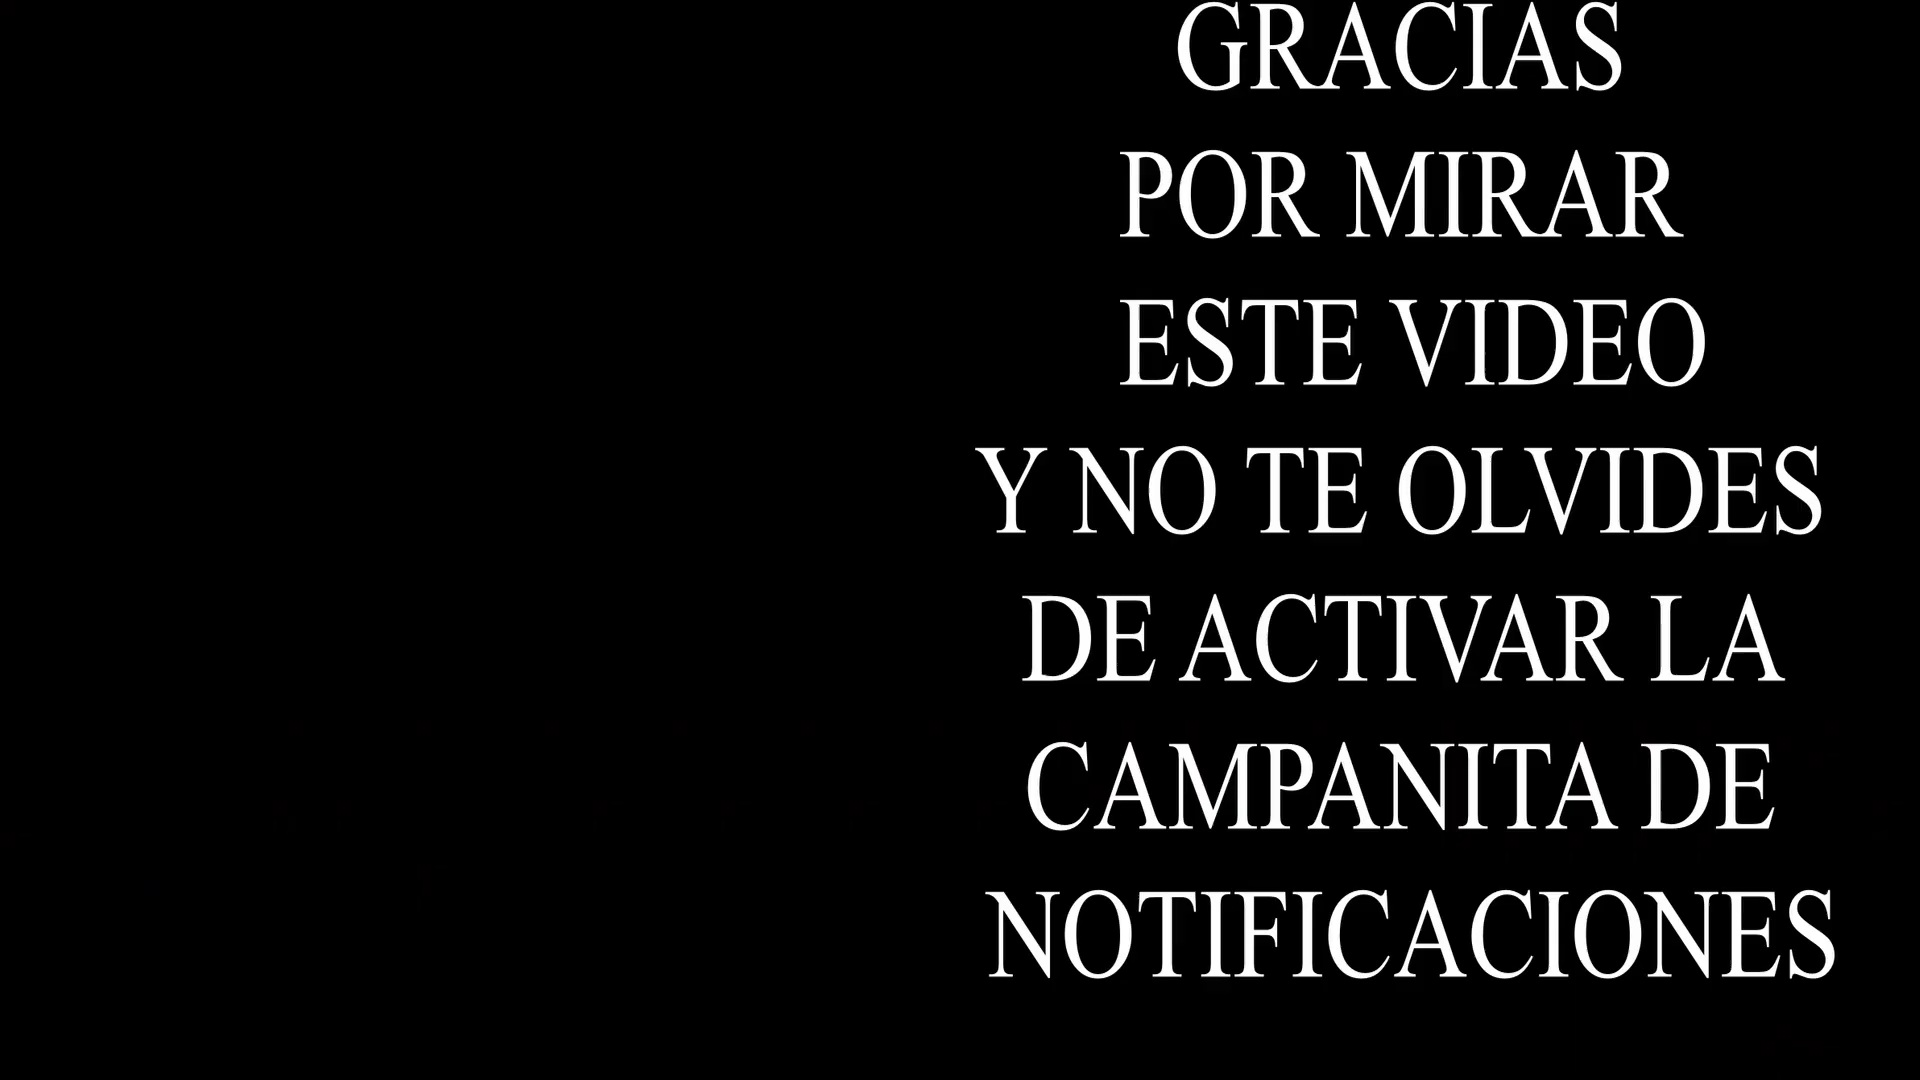 GRACIAS
POR MIRAR
ESTE VIDEO
Y NO TE OLVIDES
DE ACTIVAR LA
CAMPANITA DE
NOTIFICACIONES